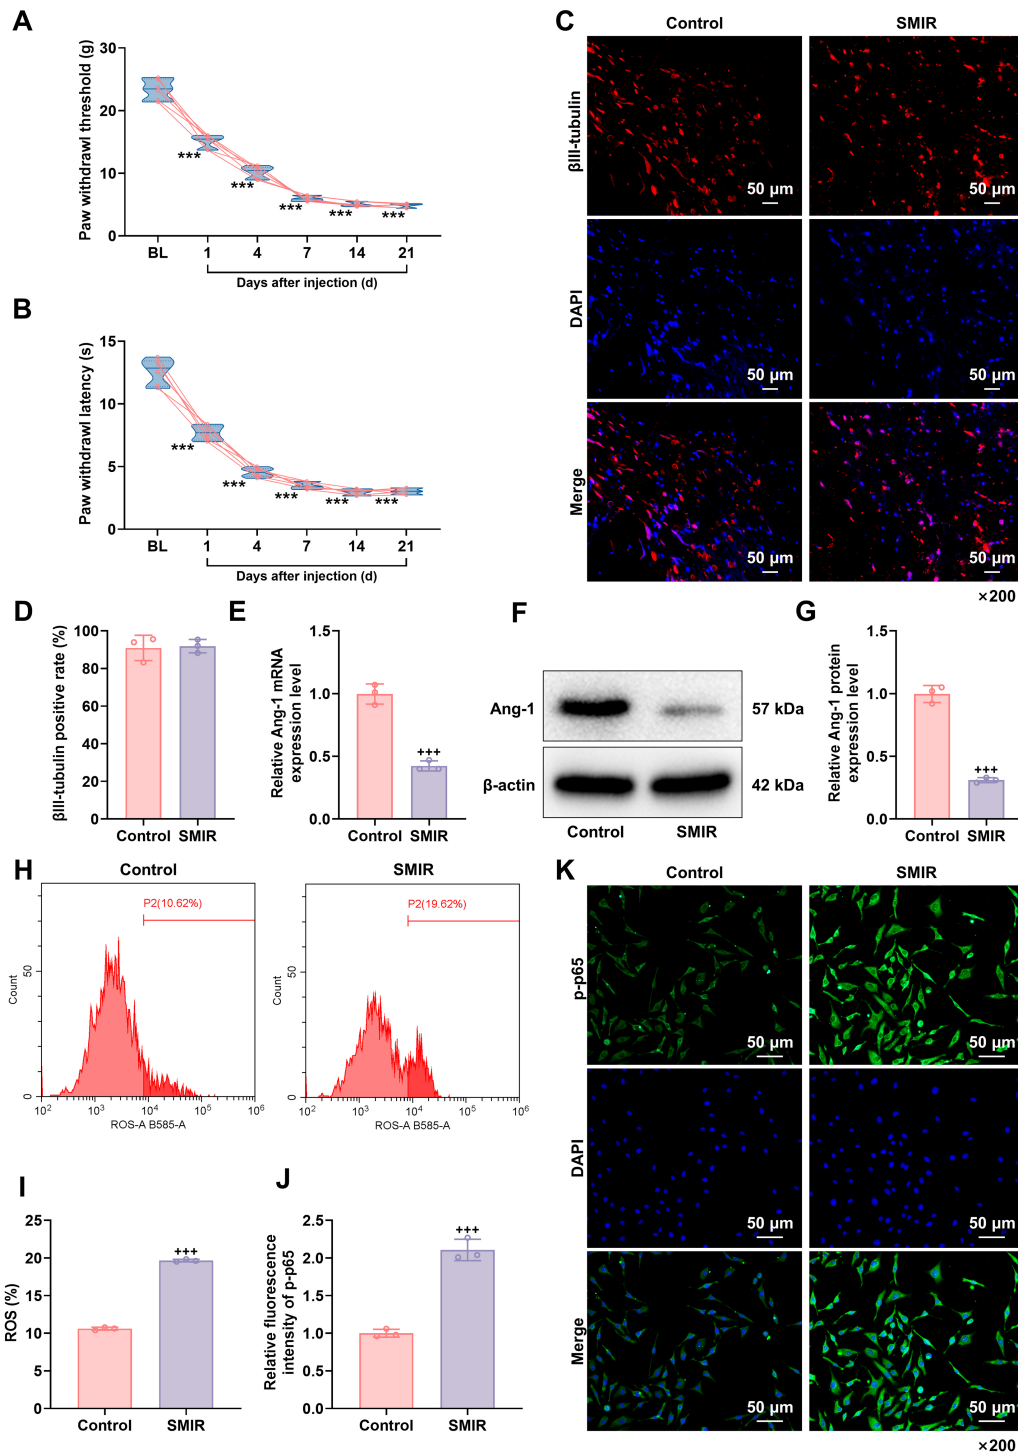 A
Paw withdrawl threshold (g)
30
20
10
0
***
***
***
***
***
BL
1
4
7
14
21
Days after injection (d)
B
Paw withdrawl latency (s)
15
10
5
0
***
***
***
***
***
BL
1
4
7
14
21
Days after injection (d)
C
Control
SMIR
βIII-tubulin
50 μm
50 μm
DAPI
50 μm
50 μm
Merge
50 μm
50 μm
×200
D
βIII-tubulin positive rate (%)
100
80
60
40
20
0
Control
SMIR
E
Relative Ang-1 mRNA
expression level
1.5
1.0
0.5
0.0
+++
Control
SMIR
F
Ang-1
57 kDa
β-actin
42 kDa
Control
SMIR
G
Relative Ang-1 protein
expression level
1.5
1.0
0.5
0.0
+++
Control
SMIR
H
Control
P2(10.62%)
Count
50
0
10²
10³
10⁴
10⁵
10⁶
ROS-A B585-A
SMIR
P2(19.62%)
Count
50
0
10²
10³
10⁴
10⁵
10⁶
ROS-A B585-A
I
ROS (%)
25
20
15
10
5
0
+++
Control
SMIR
J
Relative fluorescence
intensity of p-p65
2.5
2.0
1.5
1.0
0.5
0.0
+++
Control
SMIR
K
Control
SMIR
p-p65
50 μm
50 μm
DAPI
50 μm
50 μm
Merge
50 μm
50 μm
×200